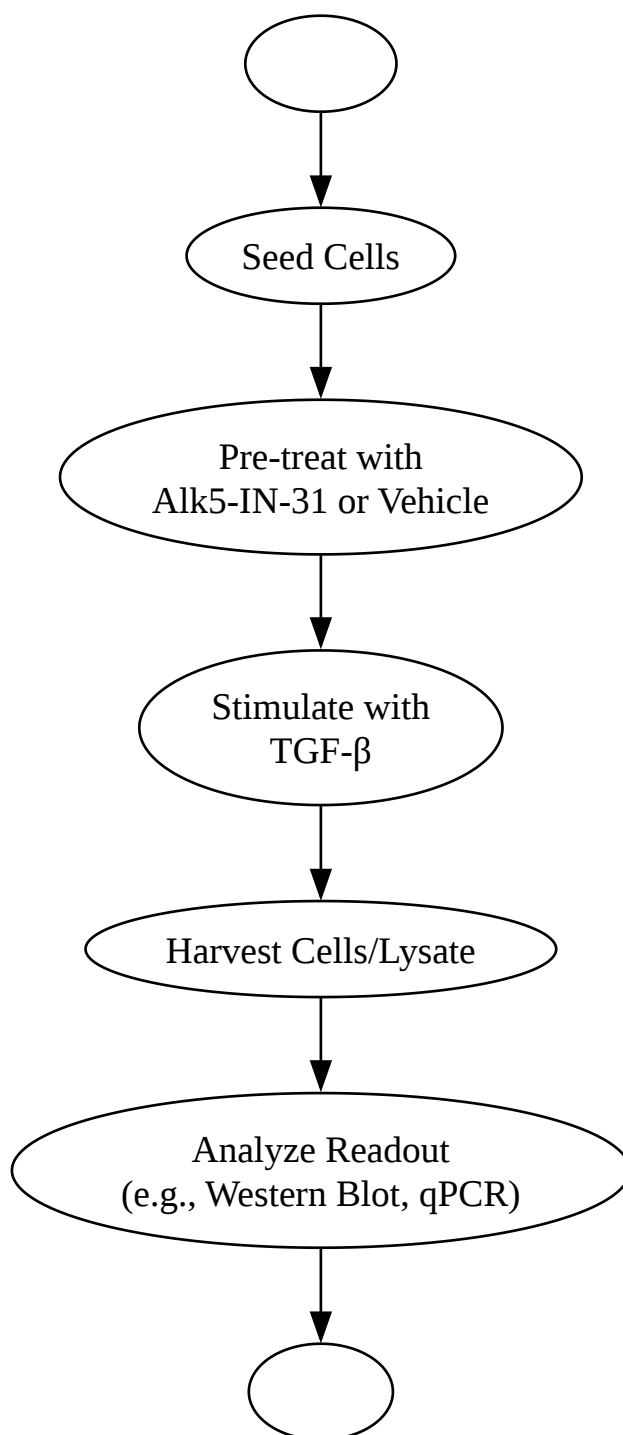 Seed Cells
Pre-treat with
Alk5-IN-31 or Vehicle
Stimulate with
TGF-β
Harvest Cells/Lysate
Analyze Readout
(e.g., Western Blot, qPCR)